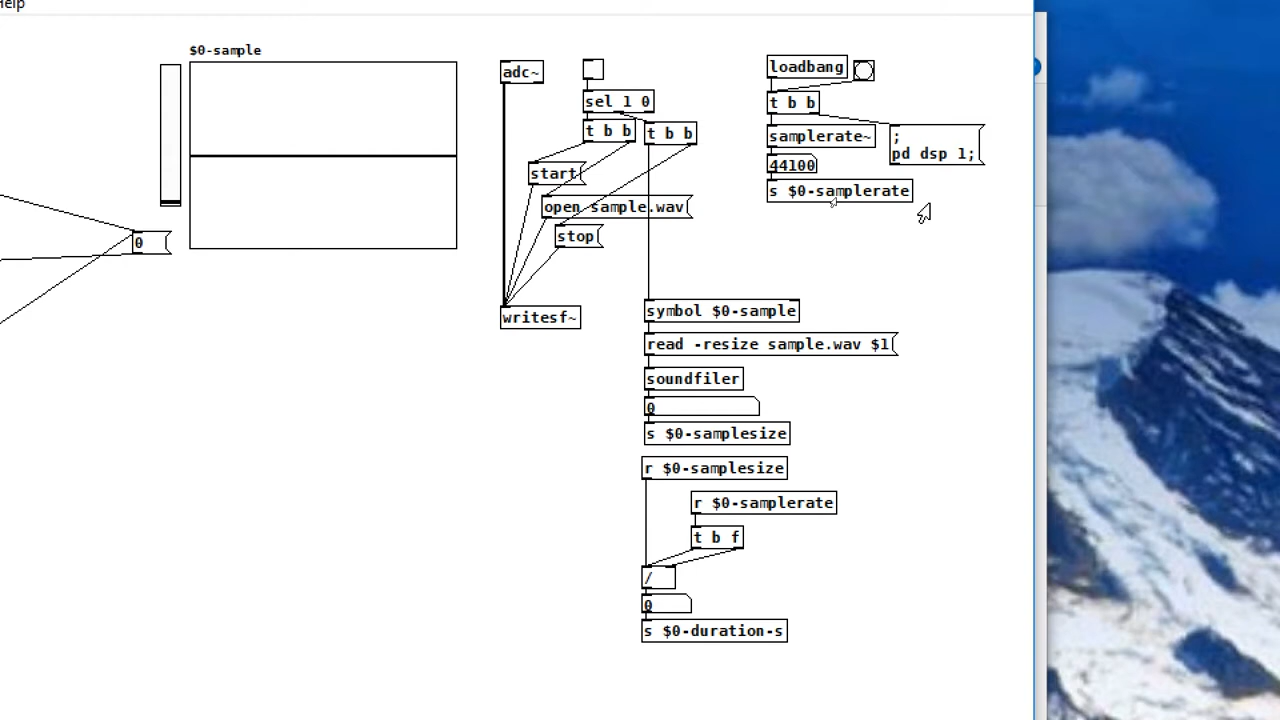 Help
$0-sample
0
adc~
sel 1 0
t b b
t b b
start
open sample.wav
stop
writesf~
loadbang
t b b
samplerate~
;
pd dsp 1;
44100
s $0-samplerate
symbol $0-sample
read -resize sample.wav $1
soundfiler
0
s $0-samplesize
r $0-samplesize
r $0-samplerate
t b f
/
0
s $0-duration-s